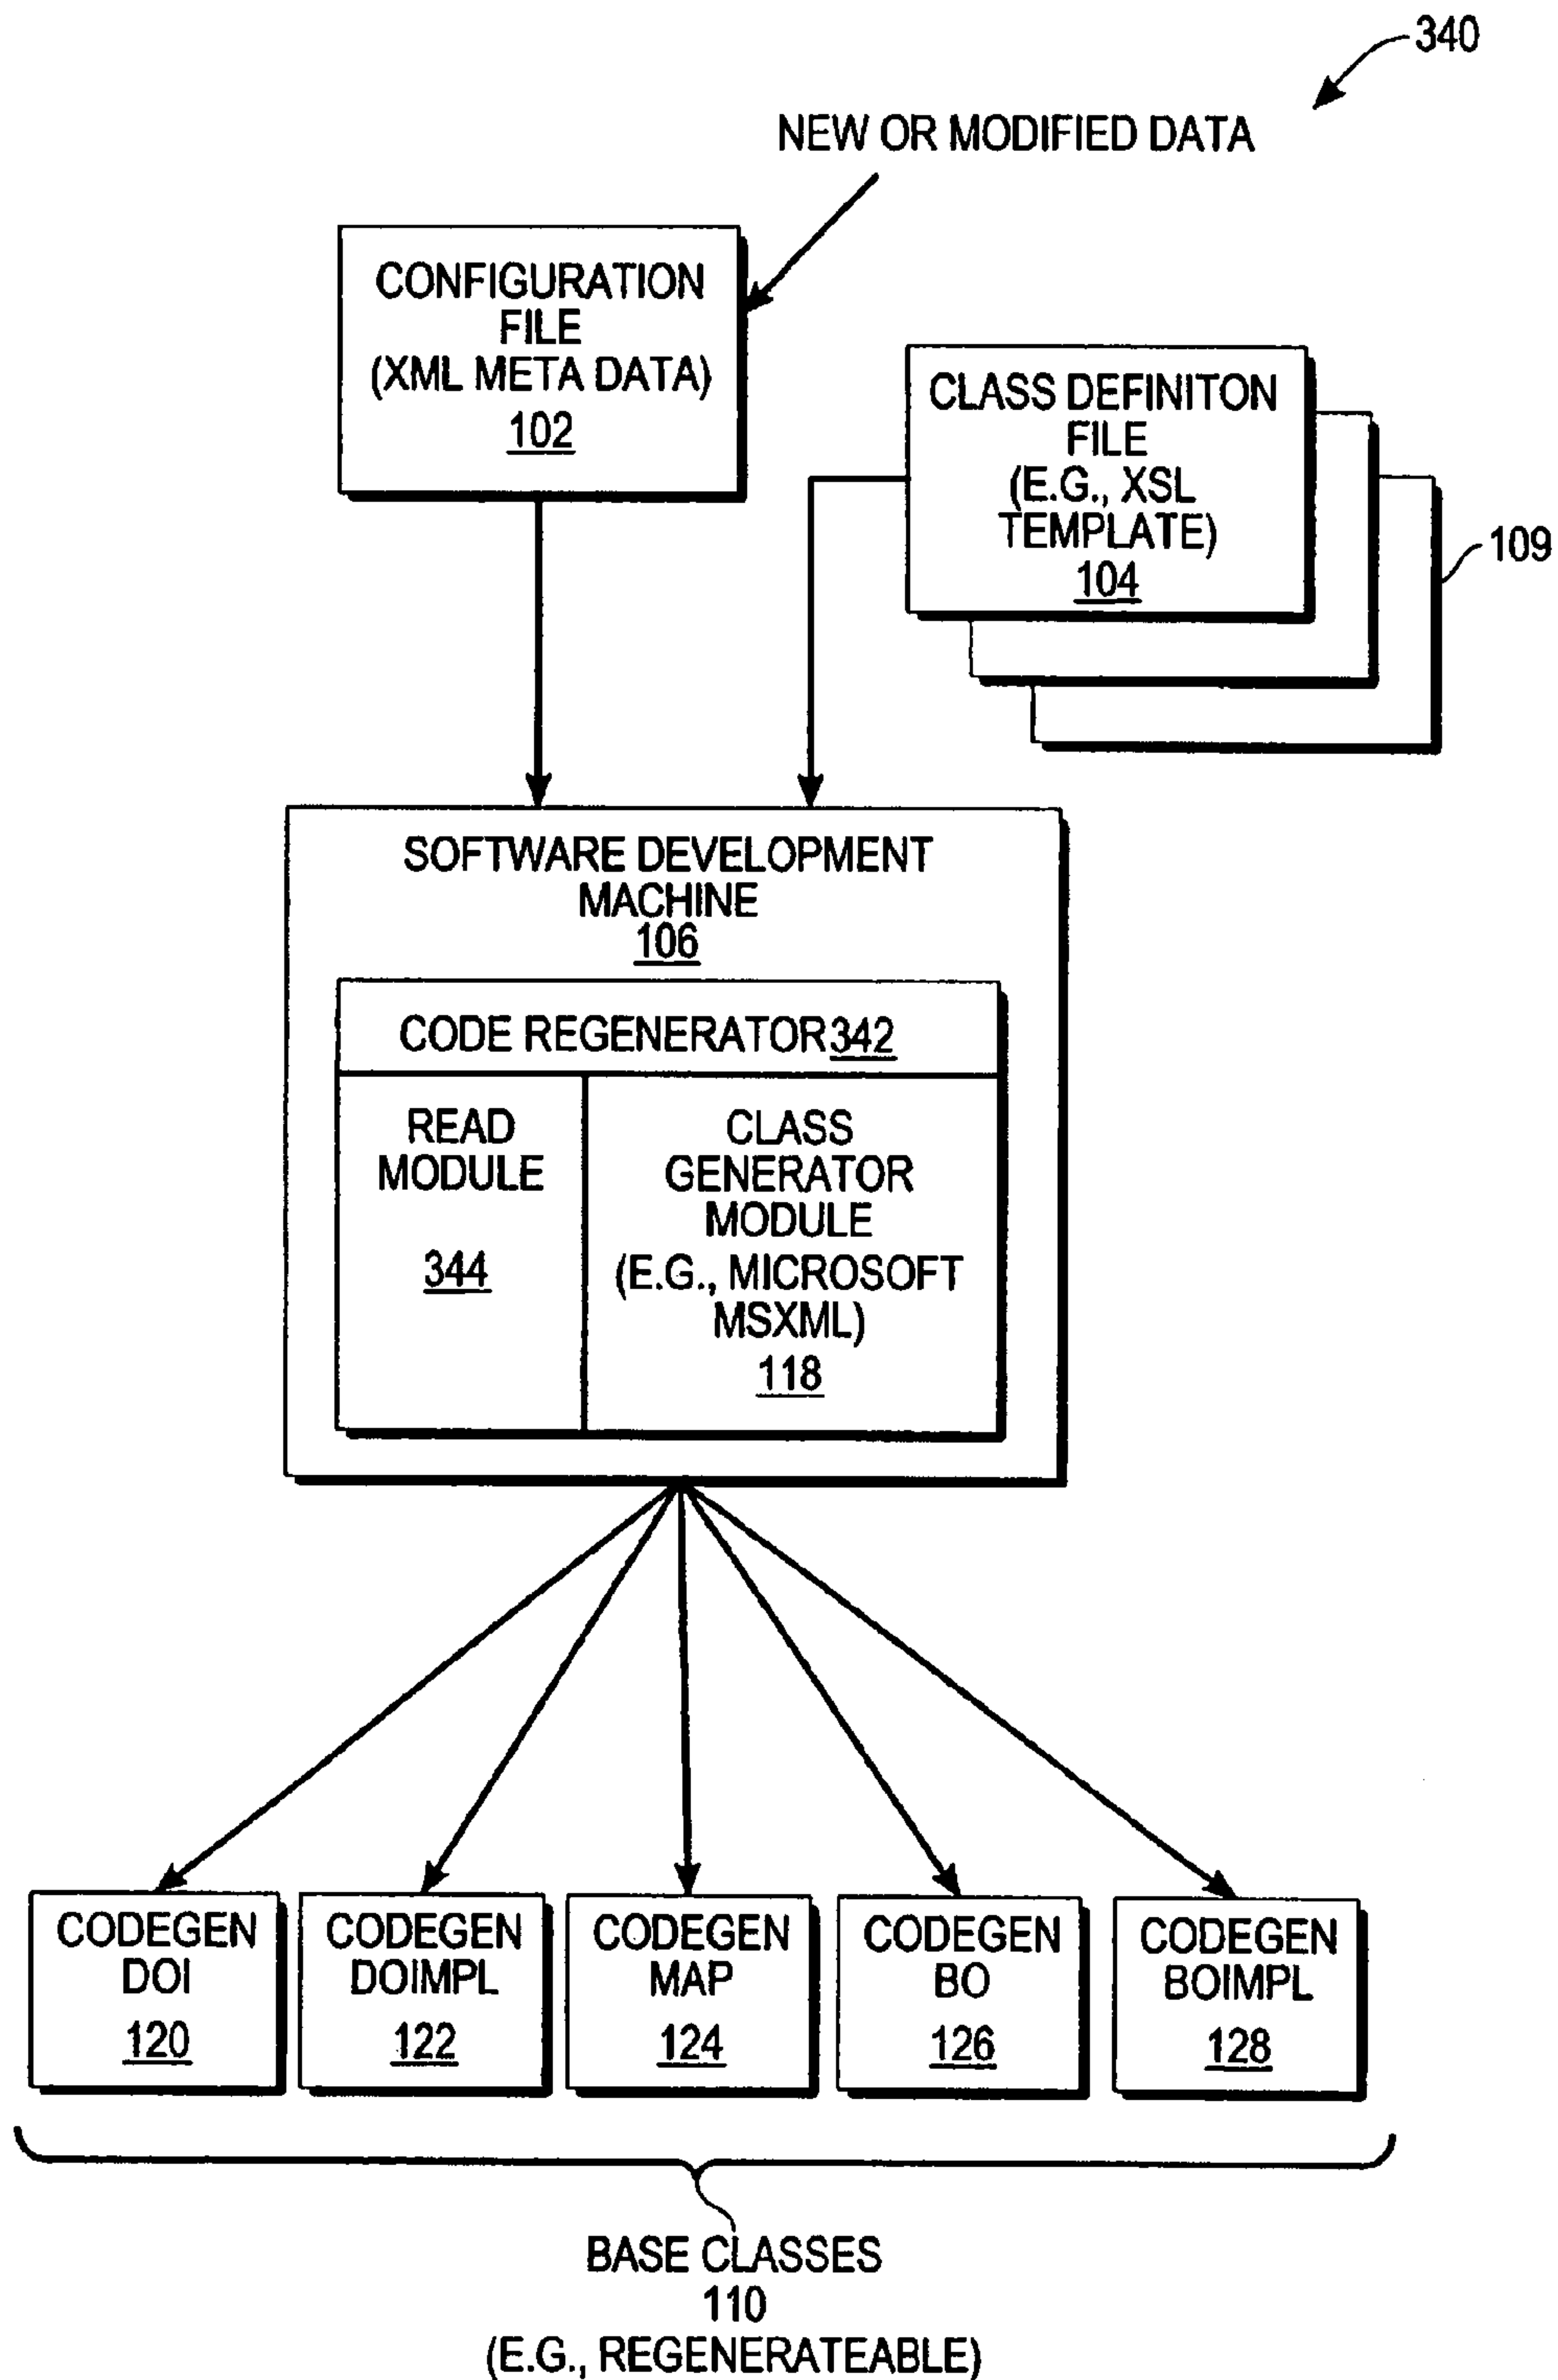 340
NEW OR MODIFIED DATA
CONFIGURATION
FILE
(XML META DATA)
102
CLASS DEFINITON
FILE
(E.G., XSL
TEMPLATE)
104
109
SOFTWARE DEVELOPMENT
MACHINE
106
CODE REGENERATOR 342
READ
MODULE
344
CLASS
GENERATOR
MODULE
(E.G., MICROSOFT
MSXML)
118
CODEGEN
DOI
120
CODEGEN
DOIMPL
122
CODEGEN
MAP
124
CODEGEN
BO
126
CODEGEN
BOIMPL
128
BASE CLASSES
110
(E.G., REGENERATEABLE)